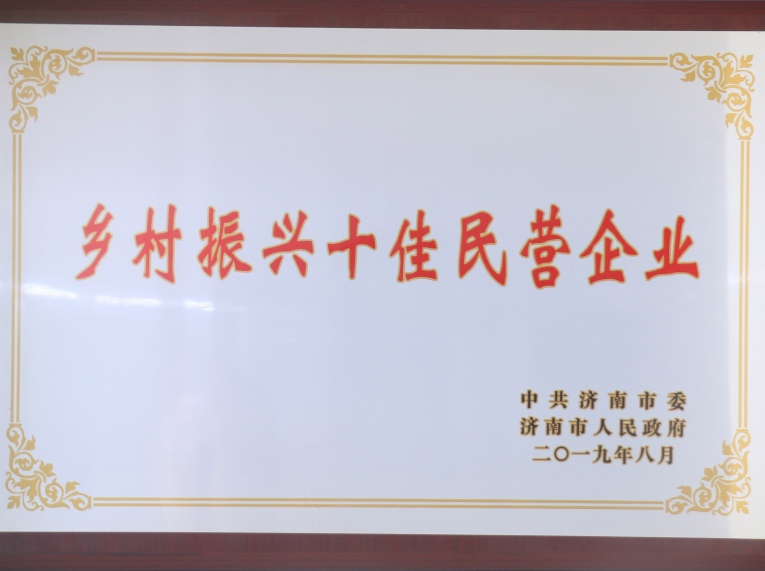 乡村振兴十佳民营企业
中共济南市委
济南市人民政府
二〇一九年八月